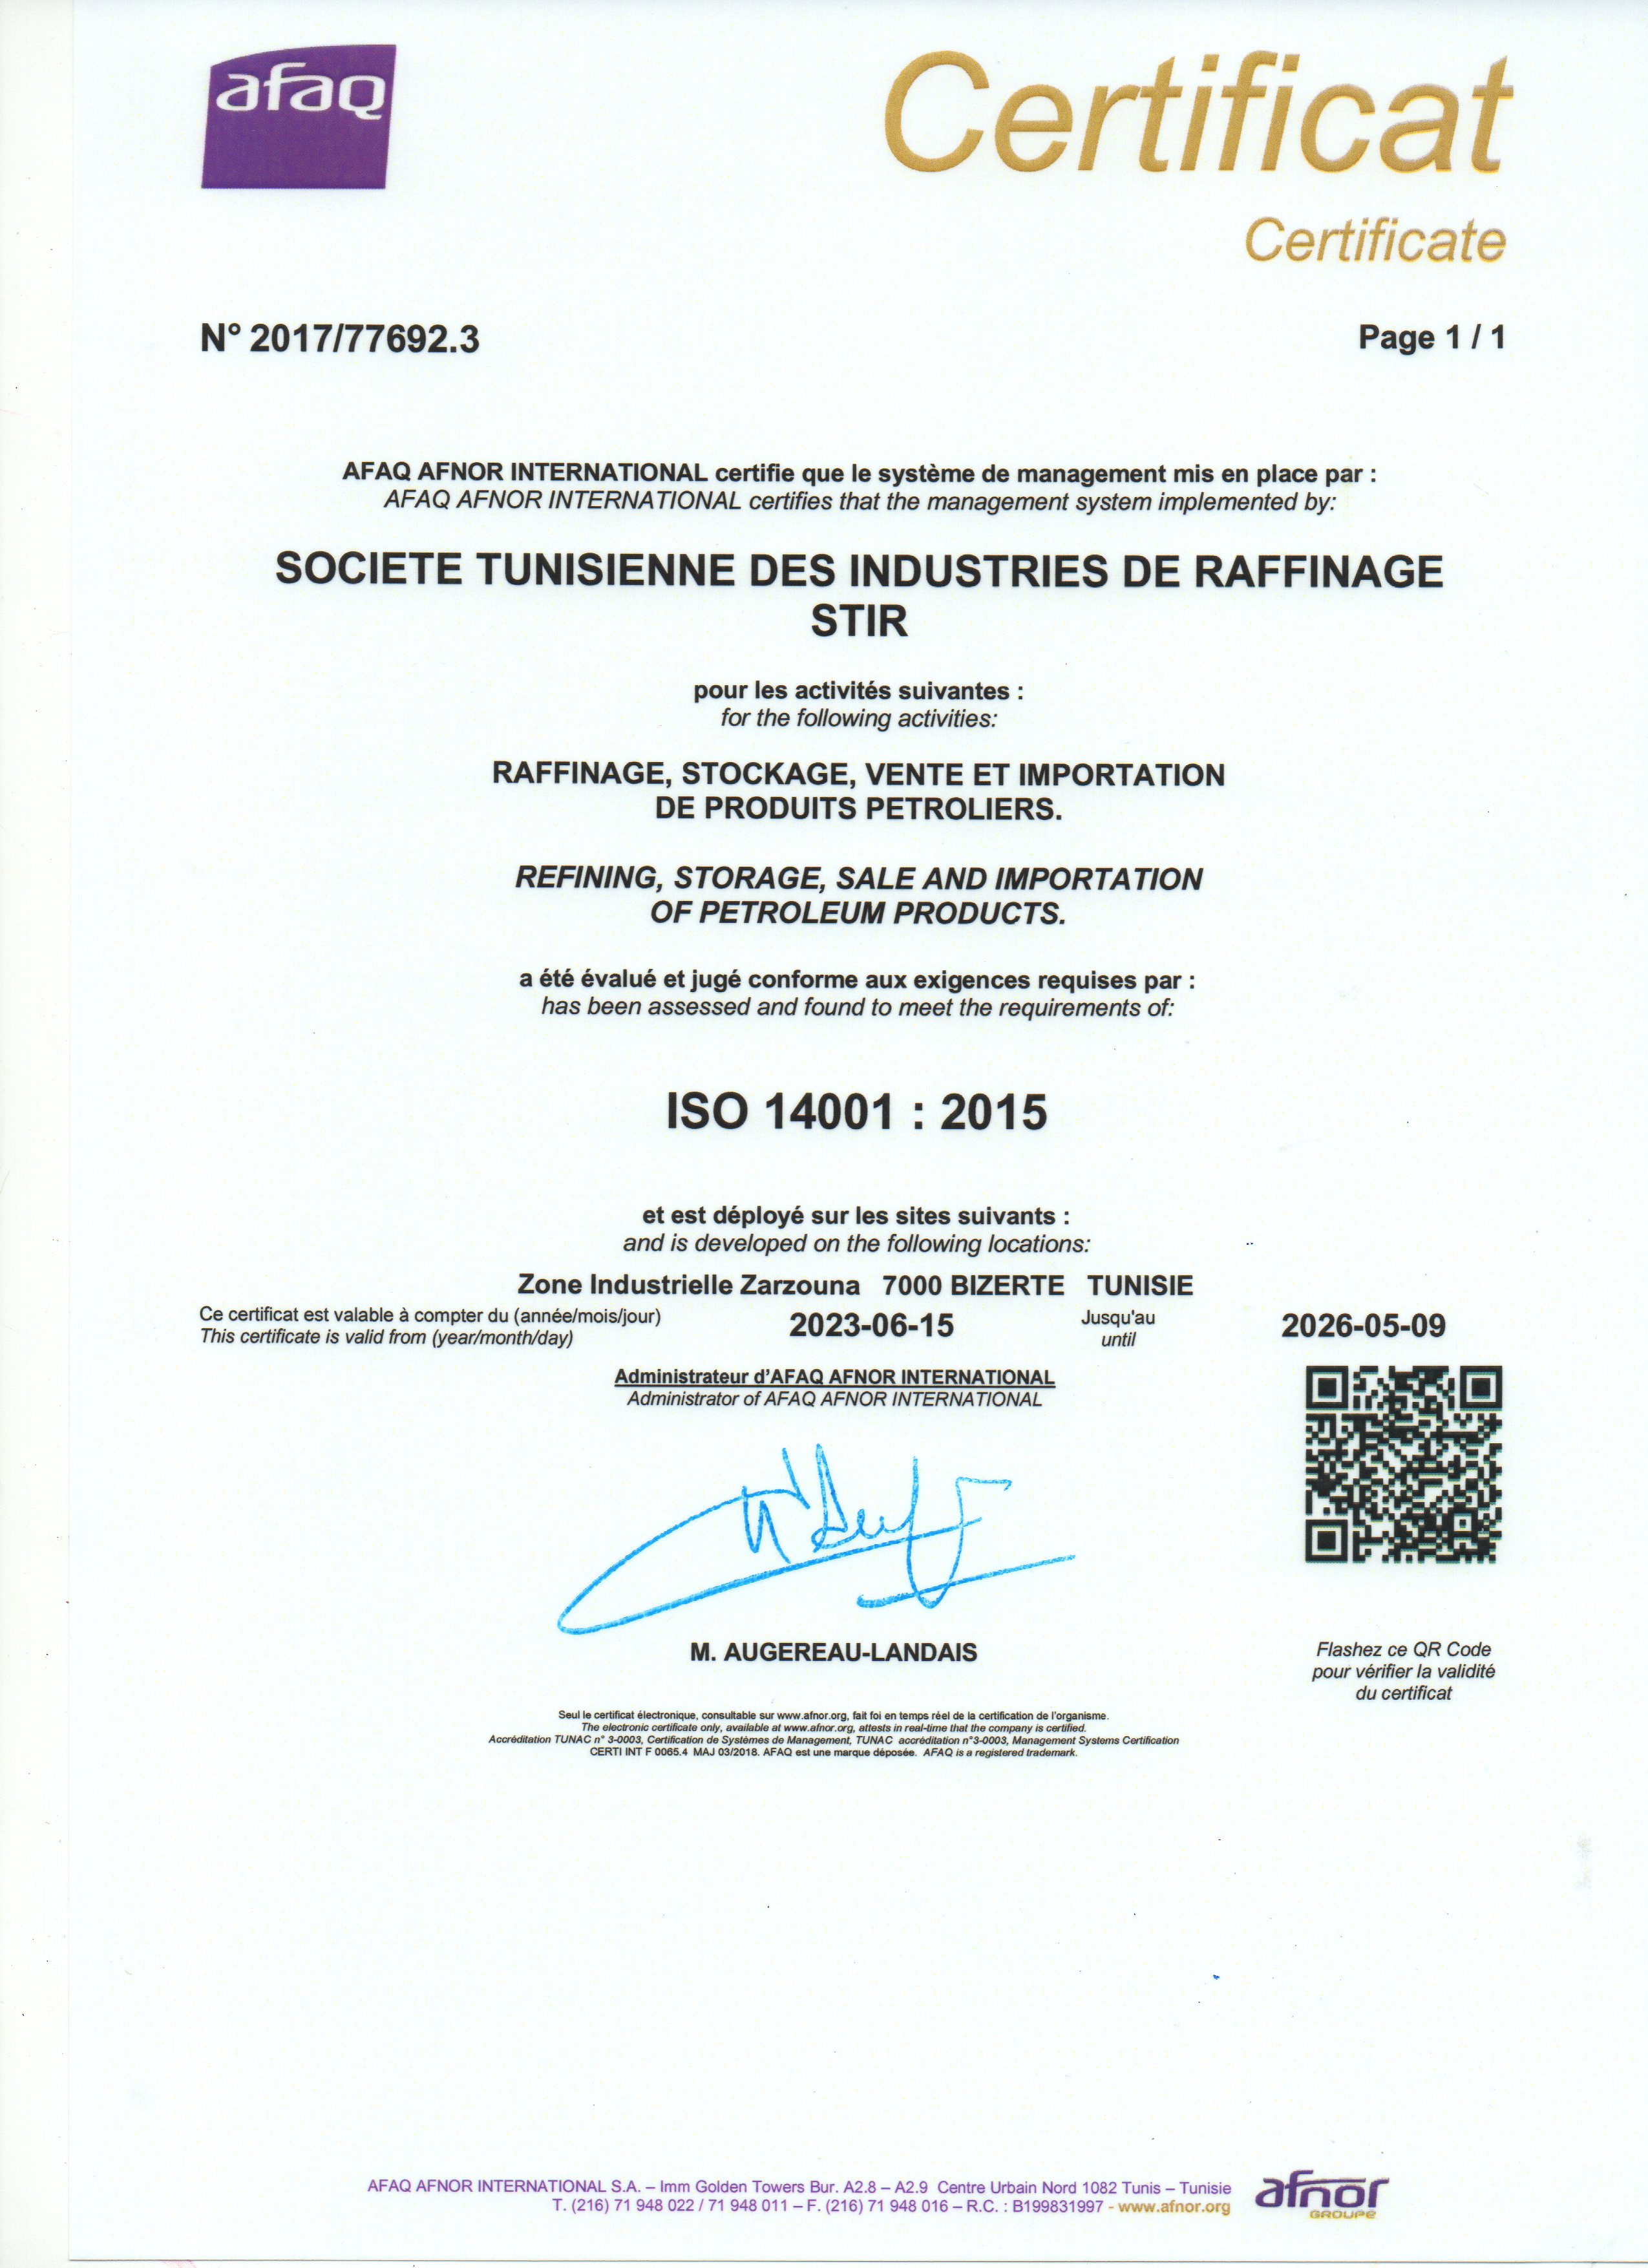 afaq
Certificat
Certificate
N° 2017/77692.3
Page 1 / 1
AFAQ AFNOR INTERNATIONAL certifie que le système de management mis en place par :
AFAQ AFNOR INTERNATIONAL certifies that the management system implemented by:
SOCIETE TUNISIENNE DES INDUSTRIES DE RAFFINAGE
STIR
pour les activités suivantes :
for the following activities:
RAFFINAGE, STOCKAGE, VENTE ET IMPORTATION
DE PRODUITS PETROLIERS.
REFINING, STORAGE, SALE AND IMPORTATION
OF PETROLEUM PRODUCTS.
a été évalué et jugé conforme aux exigences requises par :
has been assessed and found to meet the requirements of:
ISO 14001 : 2015
et est déployé sur les sites suivants :
and is developed on the following locations:
Zone Industrielle Zarzouna 7000 BIZERTE TUNISIE
Ce certificat est valable à compter du (année/mois/jour)
This certificate is valid from (year/month/day)
2023-06-15
Jusqu'au
until
2026-05-09
Administrateur d'AFAQ AFNOR INTERNATIONAL
Administrator of AFAQ AFNOR INTERNATIONAL
M. AUGEREAU-LANDAIS
Flashez ce QR Code
pour vérifier la validité
du certificat
Seul le certificat électronique, consultable sur www.afnor.org, fait foi en temps réel de la certification de l'organisme.
The electronic certificate only, available at www.afnor.org, attests in real-time that the company is certified.
Accréditation TUNAC n° 3-0003, Certification de Systèmes de Management, TUNAC accréditation n°3-0003, Management Systems Certification
CERTI INT F 0065.4 MAJ 03/2018. AFAQ est une marque déposée. AFAQ is a registered trademark.
AFAQ AFNOR INTERNATIONAL S.A. – Imm Golden Towers Bur. A2.8 – A2.9 Centre Urbain Nord 1082 Tunis – Tunisie
T. (216) 71 948 022 / 71 948 011 – F. (216) 71 948 016 – R.C. : B199831997 - www.afnor.org
afnor
GROUPE